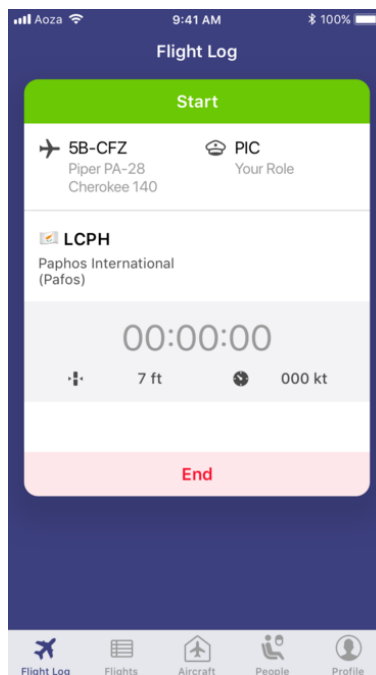 Aoza 9:41 AM 100%
Flight Log
Start
5B-CFZ PIC
Piper PA-28 Your Role
Cherokee 140
LCPH
Paphos International
(Pafos)
00:00:00
7 ft 000 kt
End
Flight Log Flights Aircraft People Profile